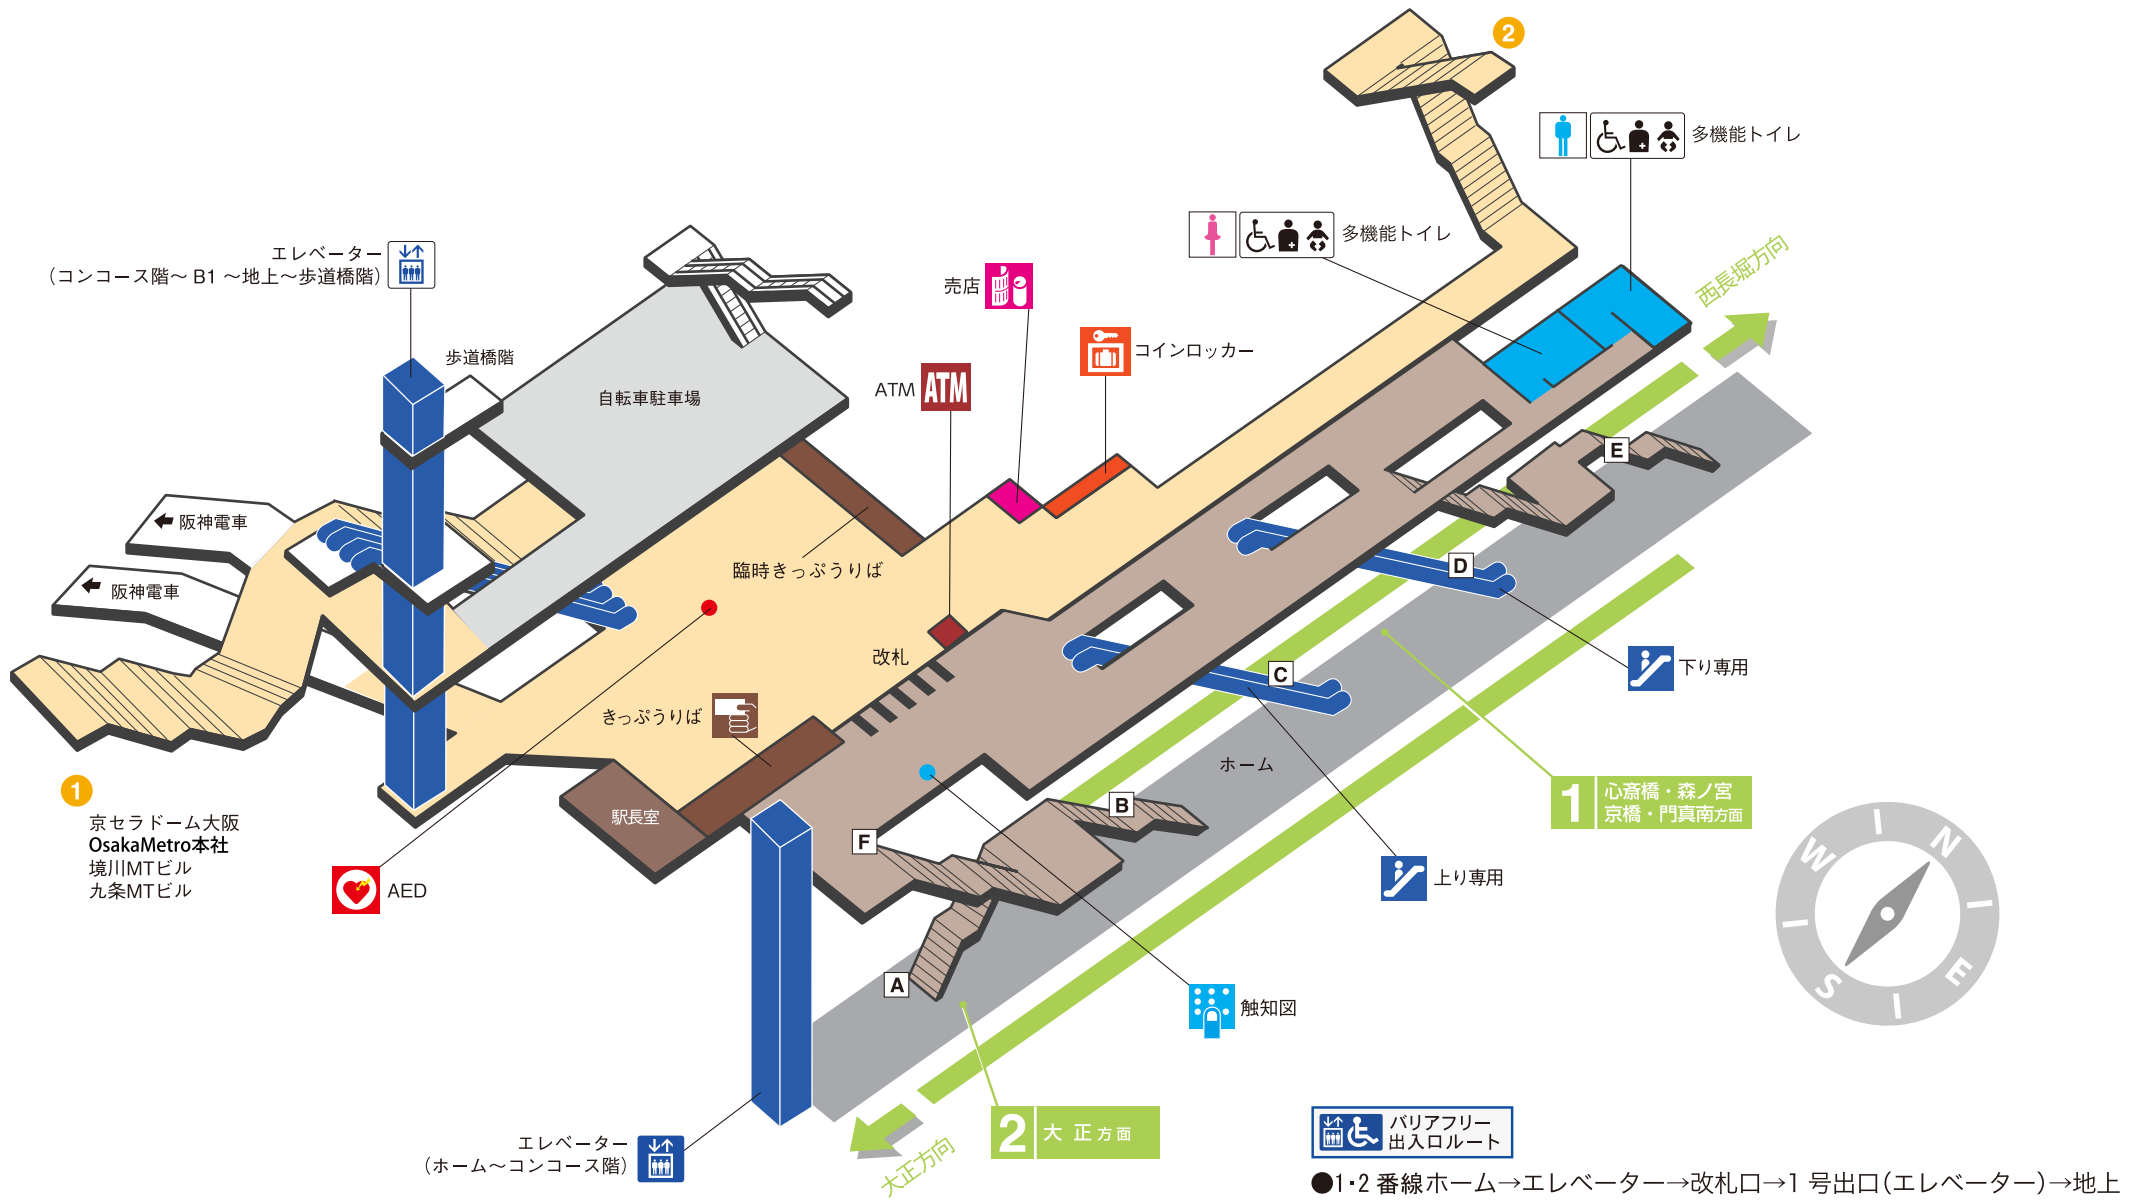 2
多機能トイレ
多機能トイレ
西長堀方向
エレベーター
(コンコース階～B1～地上～歩道橋階)
売店
コインロッカー
歩道橋階
ATM
ATM
自転車駐車場
E
阪神電車
阪神電車
臨時きっぷうりば
D
改札
下り専用
C
きっぷうりば
ホーム
1
京セラドーム大阪
OsakaMetro本社
境川MTビル
九条MTビル
駅長室
B
F
1 心斎橋・森ノ宮
京橋・門真南方面
AED
上り専用
A
触知図
N
W
E
S
2 大正方面
大正方向
エレベーター
(ホーム～コンコース階)
バリアフリー
出入口ルート
●1・2番線ホーム→エレベーター→改札口→1号出口(エレベーター)→地上